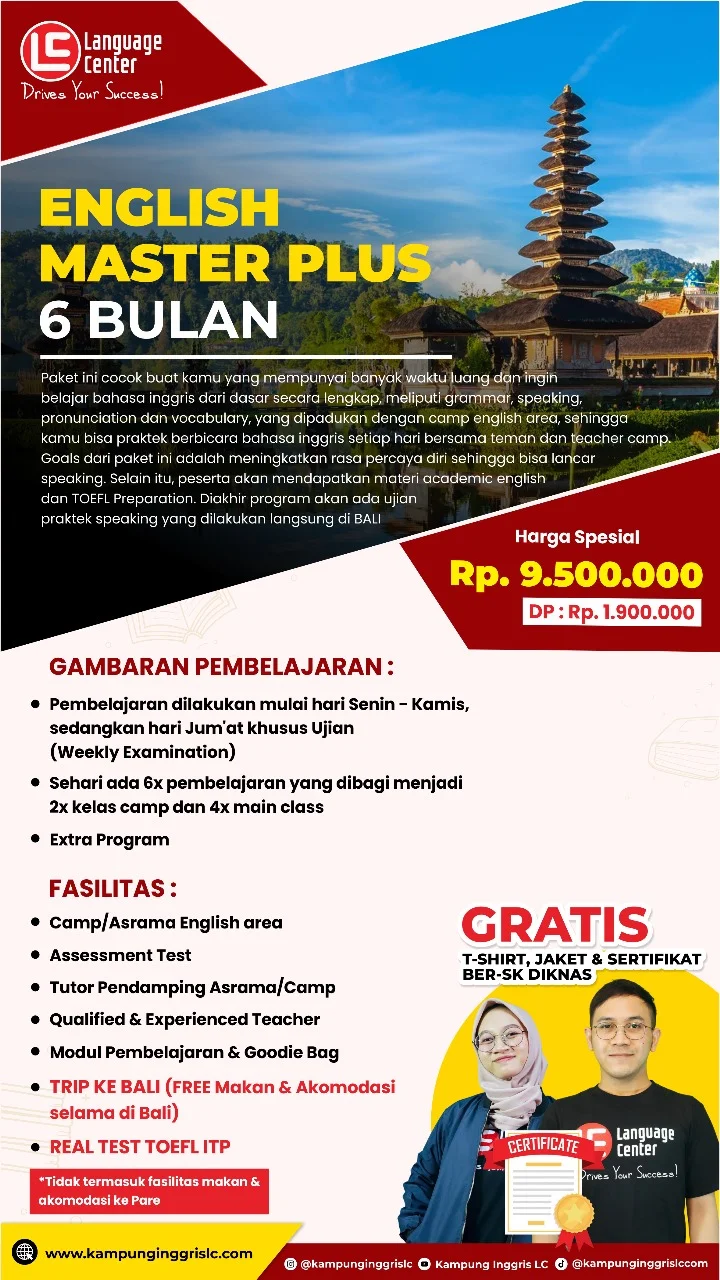 Language
Center
Drives Your Success!
ENGLISH
MASTER PLUS
6 BULAN
Paket ini cocok buat kamu yang mempunyai banyak waktu luang dan ingin
belajar bahasa inggris dari dasar secara lengkap, meliputi grammar, speaking,
pronunciation dan vocabulary, yang dipadukan dengan camp english area, sehingga
kamu bisa praktek berbicara bahasa inggris setiap hari bersama teman dan teacher camp.
Goals dari paket ini adalah meningkatkan rasa percaya diri sehingga bisa lancar
speaking. Selain itu, peserta akan mendapatkan materi academic english
dan TOEFL Preparation. Diakhir program akan ada ujian
praktek speaking yang dilakukan langsung di BALI
Harga Spesial
Rp. 9.500.000
DP : Rp. 1.900.000
GAMBARAN PEMBELAJARAN :
• Pembelajaran dilakukan mulai hari Senin - Kamis,
sedangkan hari Jum'at khusus Ujian
(Weekly Examination)
• Sehari ada 6x pembelajaran yang dibagi menjadi
2x kelas camp dan 4x main class
• Extra Program
FASILITAS :
• Camp/Asrama English area
• Assessment Test
• Tutor Pendamping Asrama/Camp
• Qualified & Experienced Teacher
• Modul Pembelajaran & Goodie Bag
• TRIP KE BALI (FREE Makan & Akomodasi
selama di Bali)
• REAL TEST TOEFL ITP
*Tidak termasuk fasilitas makan &
akomodasi ke Pare
GRATIS
T-SHIRT, JAKET & SERTIFIKAT
BER-SK DIKNAS
Language
Center
Drives Your Success!
CERTIFICATE
www.kampunginggrislc.com
@kampunginggrislc
Kampung Inggris LC
@kampunginggrislccom